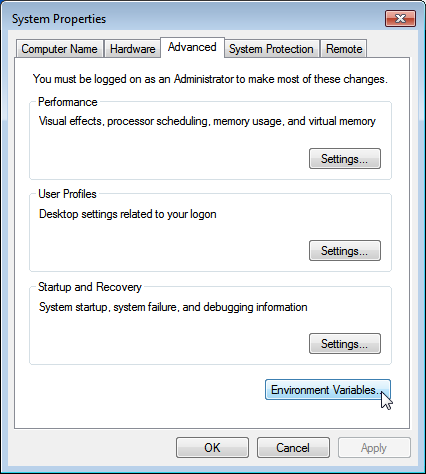 System Properties
Computer Name Hardware Advanced System Protection Remote
You must be logged on as an Administrator to make most of these changes.
Performance
Visual effects, processor scheduling, memory usage, and virtual memory
Settings...
User Profiles
Desktop settings related to your logon
Settings...
Startup and Recovery
System startup, system failure, and debugging information
Settings...
Environment Variables...
OK Cancel Apply